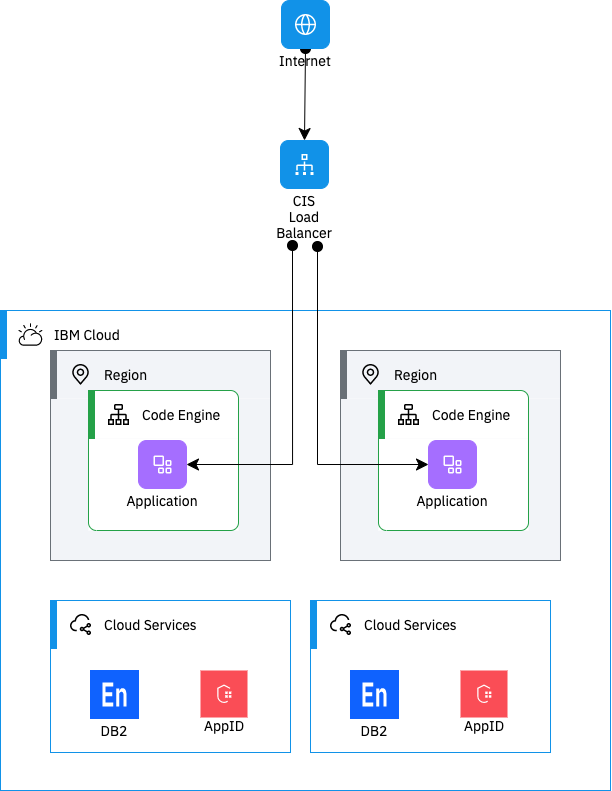 Internet
CIS
Load
Balancer
IBM Cloud
Region
Region
Code Engine
Code Engine
Application
Application
Cloud Services
Cloud Services
En
En
DB2
AppID
DB2
AppID